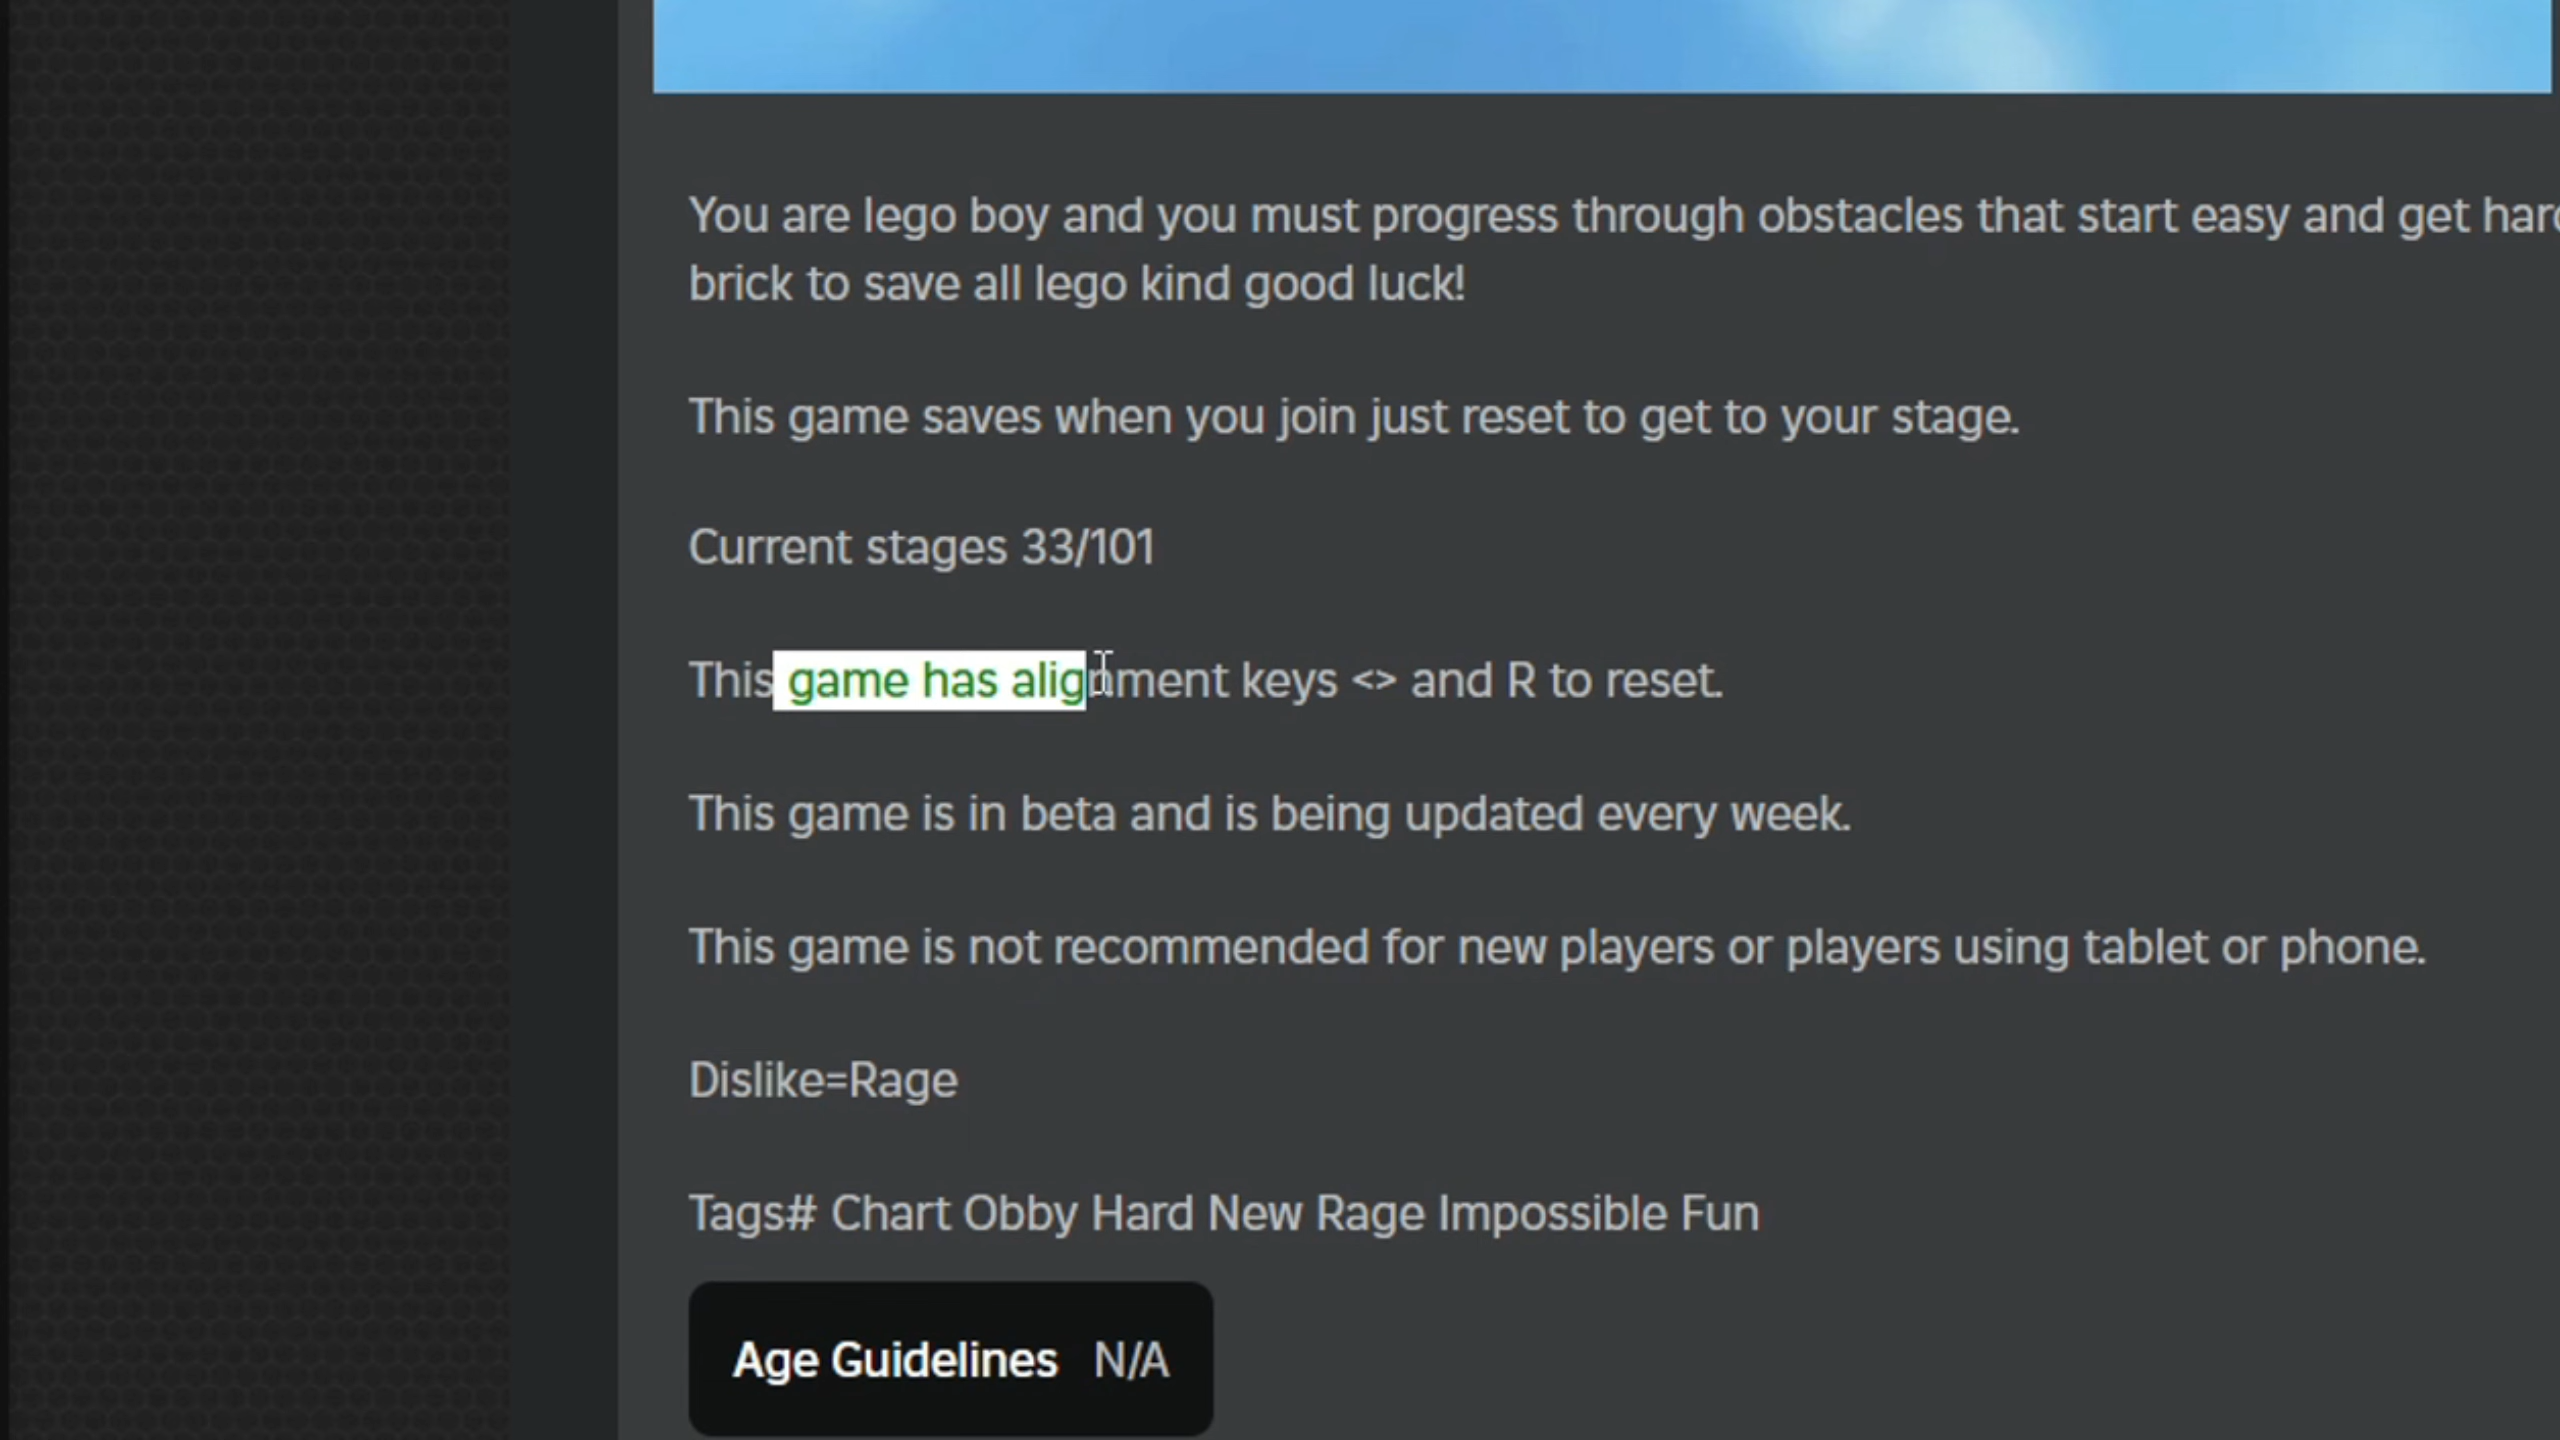 You are lego boy and you must progress through obstacles that start easy and get
brick to save all lego kind good luck!
This game saves when you join just reset to get to your stage.
Current stages 33/101
This game has alignment keys <> and R to reset.
This game is in beta and is being updated every week.
This game is not recommended for new players or players using tablet or phone.
Dislike=Rage
Tags# Chart Obby Hard New Rage Impossible Fun
Age Guidelines N/A